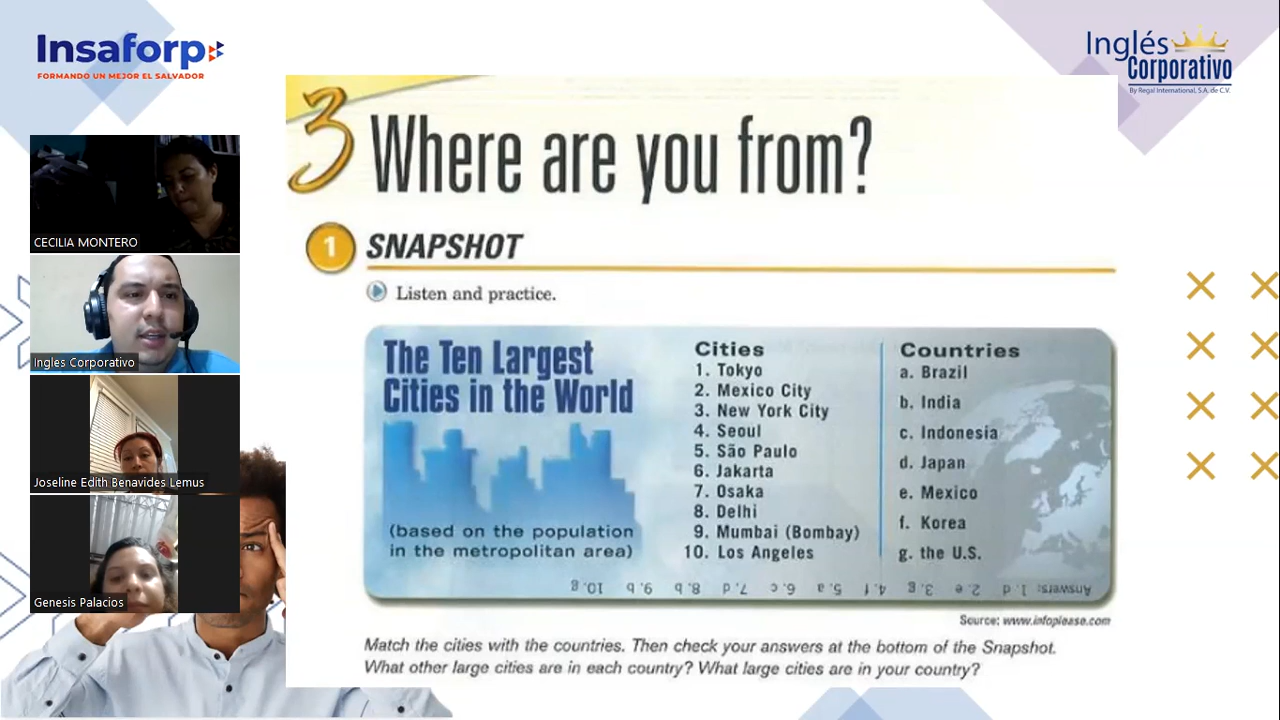 Insaforp
FORMANDO UN MEJOR EL SALVADOR
Inglés
Corporativo
By Regal International, S.A. de C.V.
CECILIA MONTERO
Ingles Corporativo
Joseline Edith Benavides Lemus
Genesis Palacios
3 Where are you from?
1 SNAPSHOT
Listen and practice.
The Ten Largest
Cities in the World
(based on the population
in the metropolitan area)
Cities
1. Tokyo
2. Mexico City
3. New York City
4. Seoul
5. São Paulo
6. Jakarta
7. Osaka
8. Delhi
9. Mumbai (Bombay)
10. Los Angeles
Countries
a. Brazil
b. India
c. Indonesia
d. Japan
e. Mexico
f. Korea
g. the U.S.
Answers: 1. d 2. e 3. g 4. f 5. a 6. c 7. d 8. b 9. b 10. g
Source: www.infoplease.com
Match the cities with the countries. Then check your answers at the bottom of the Snapshot.
What other large cities are in each country? What large cities are in your country?